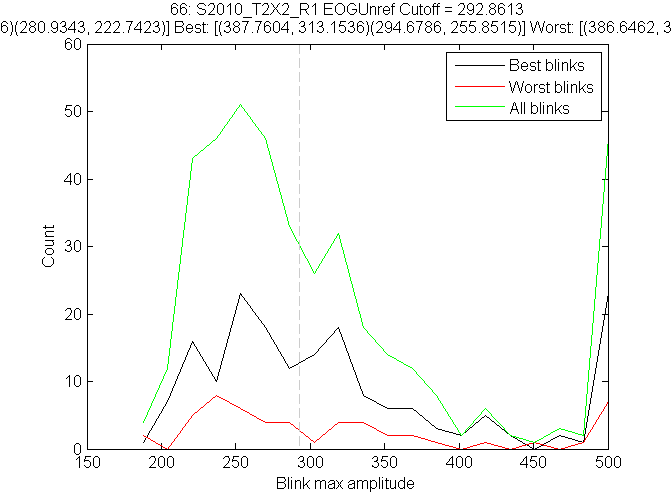 66: S2010_T2X2_R1 EOGUnref Cutoff = 292.8613
6)(280.9343, 222.7423)] Best: [(387.7604, 313.1536)(294.6786, 255.8515)] Worst: [(386.6462, 3
60
50
40
30
20
10
0
Count
Best blinks
Worst blinks
All blinks
150
200
250
300
350
400
450
500
Blink max amplitude